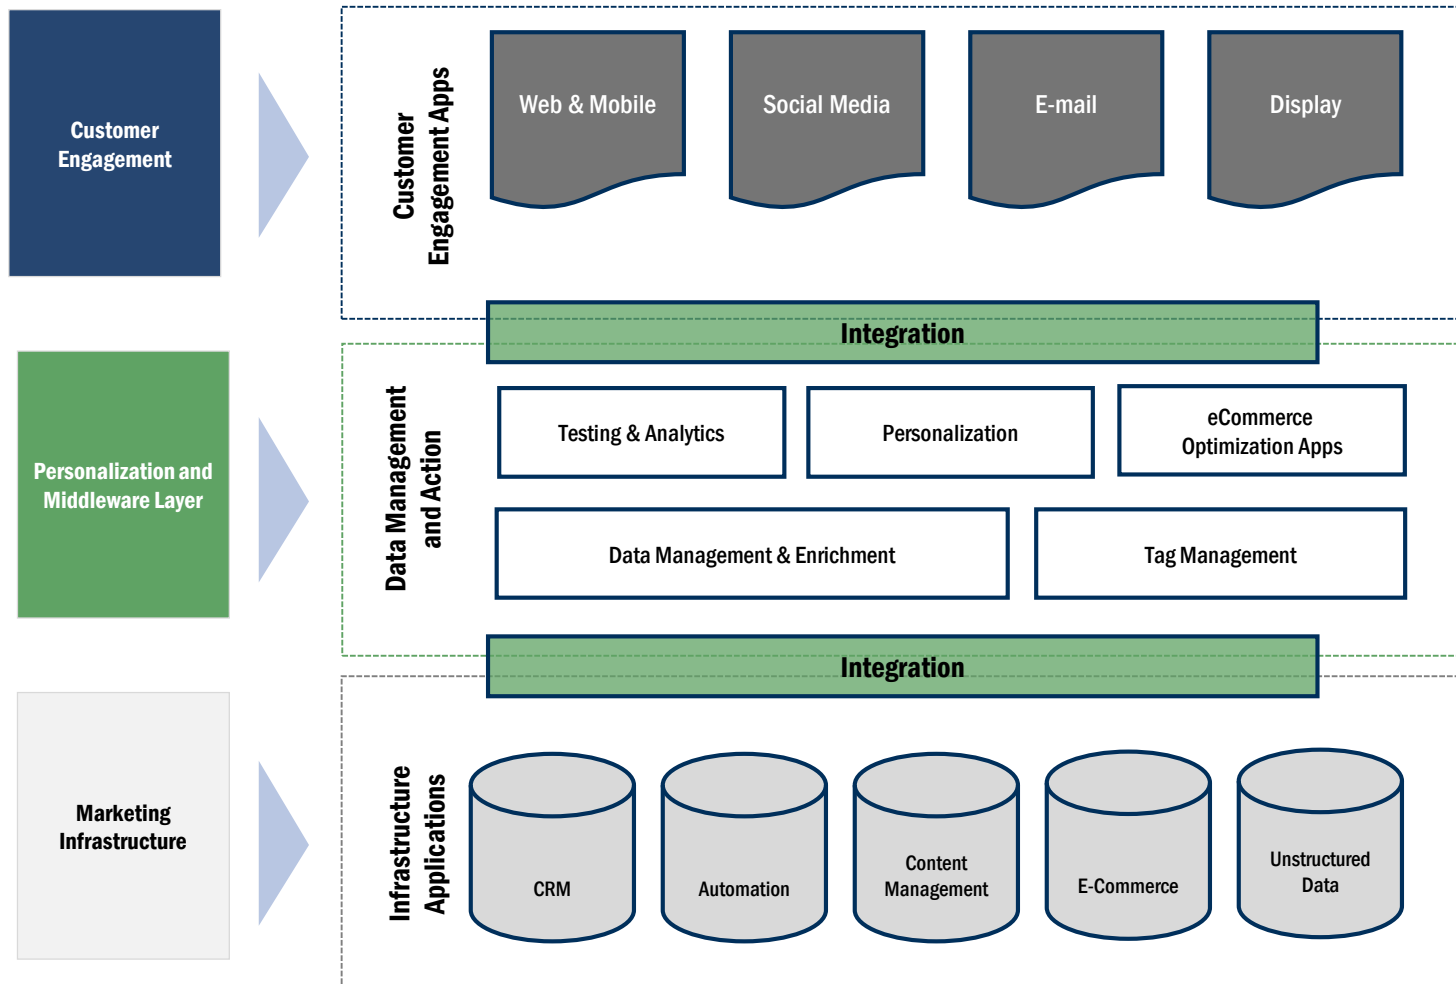 Customer
Engagement
Customer
Engagement Apps
Web & Mobile
Social Media
E-mail
Display
Integration
Personalization and
Middleware Layer
Data Management
and Action
Testing & Analytics
Personalization
eCommerce
Optimization Apps
Data Management & Enrichment
Tag Management
Integration
Marketing
Infrastructure
Infrastructure
Applications
CRM
Automation
Content
Management
E-Commerce
Unstructured
Data